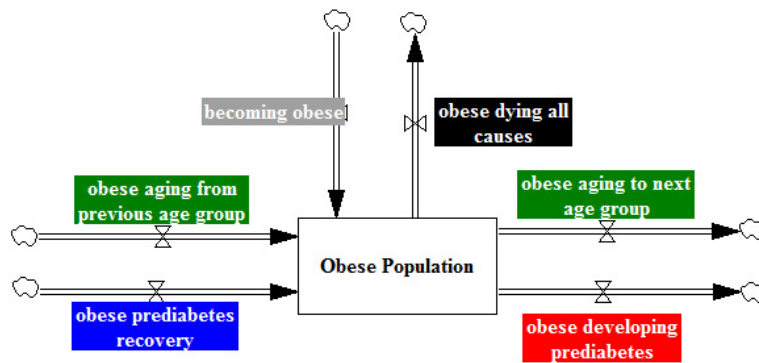 becoming obese
obese dying all
causes
obese aging from
previous age group
obese aging to next
age group
Obese Population
obese prediabetes
recovery
obese developing
prediabetes